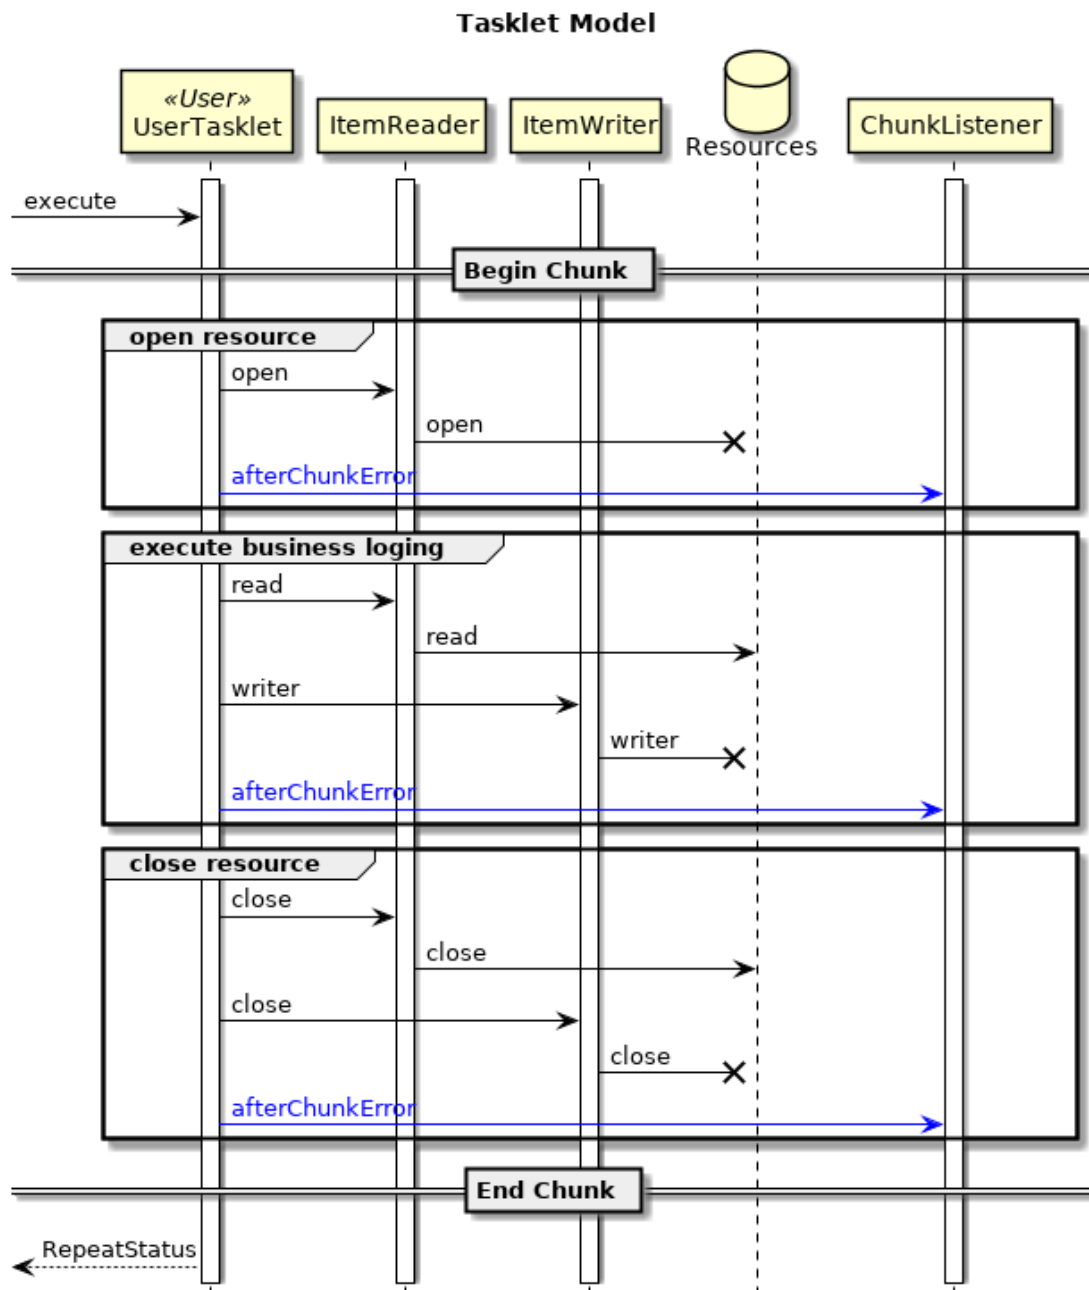 Tasklet Model
«User»
UserTasklet
ItemReader
ItemWriter
Resources
ChunkListener
execute
Begin Chunk
open resource
open
open
afterChunkError
execute business loging
read
read
writer
writer
afterChunkError
close resource
close
close
close
close
afterChunkError
End Chunk
RepeatStatus